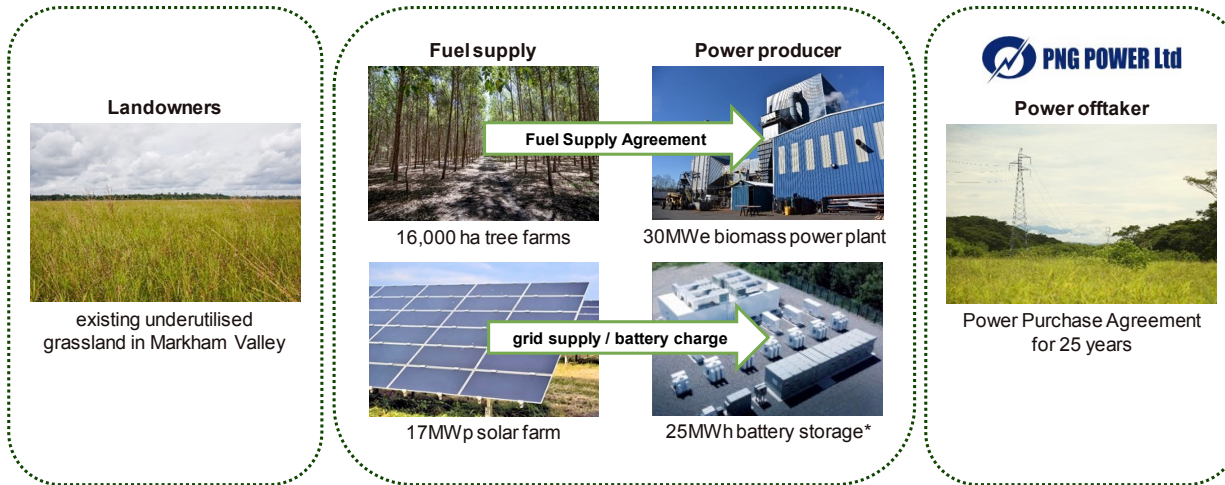 Landowners
existing underutilised
grassland in Markham Valley
Fuel supply
Power producer
Fuel Supply Agreement
16,000 ha tree farms
30MWe biomass power plant
grid supply / battery charge
17MWp solar farm
25MWh battery storage*
PNG POWER Ltd
Power offtaker
Power Purchase Agreement
for 25 years